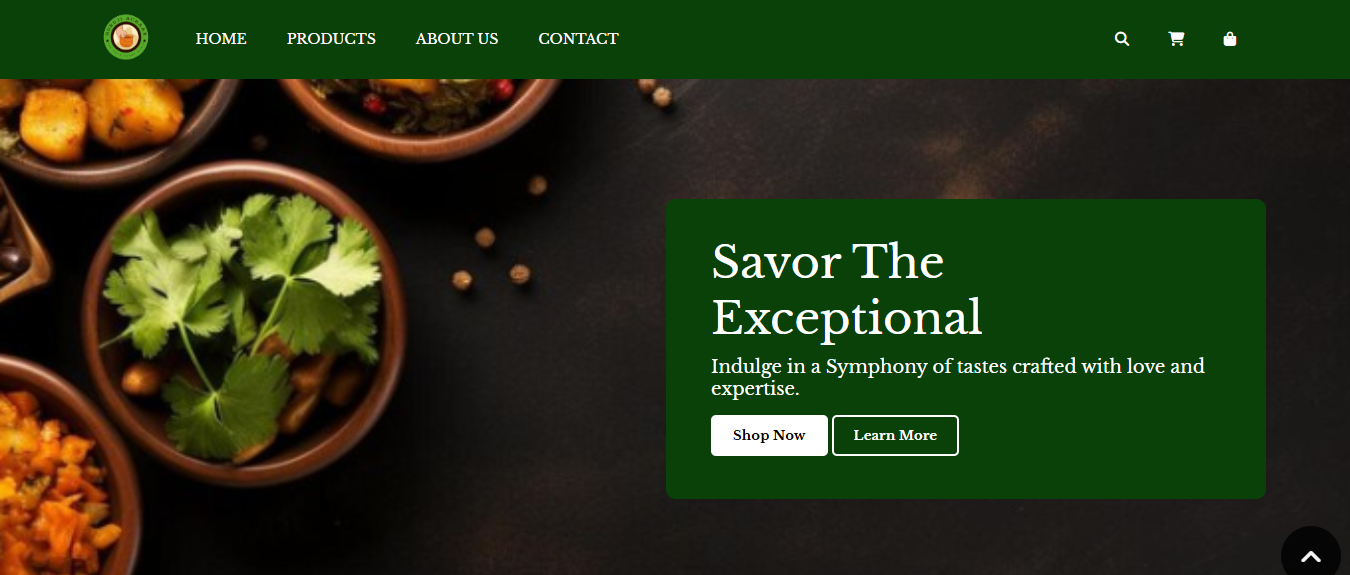 HOME PRODUCTS ABOUT US CONTACT
Savor The
Exceptional
Indulge in a Symphony of tastes crafted with love and
expertise.
Shop Now Learn More